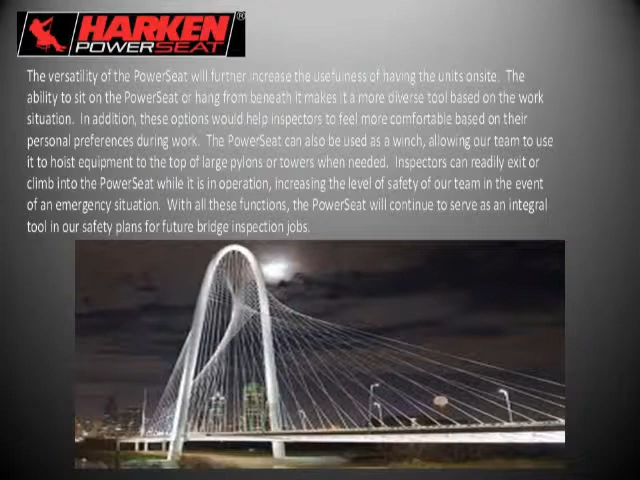 HARKEN®
POWERSEAT
The versatility of the PowerSeat will further increase the usefulness of having the units onsite. The
ability to sit on the PowerSeat or hang from beneath it makes it a more diverse tool based on the work
situation. In addition, these options would help inspectors to feel more comfortable based on their
personal preferences during work. The PowerSeat can also be used as a winch, allowing our team to use
it to hoist equipment to the top of large pylons or towers when needed. Inspectors can readily exit or
climb into the PowerSeat while it is in operation, increasing the level of safety of our team in the event
of an emergency situation. With all these functions, the PowerSeat will continue to serve as an integral
tool in our safety plans for future bridge inspection jobs.